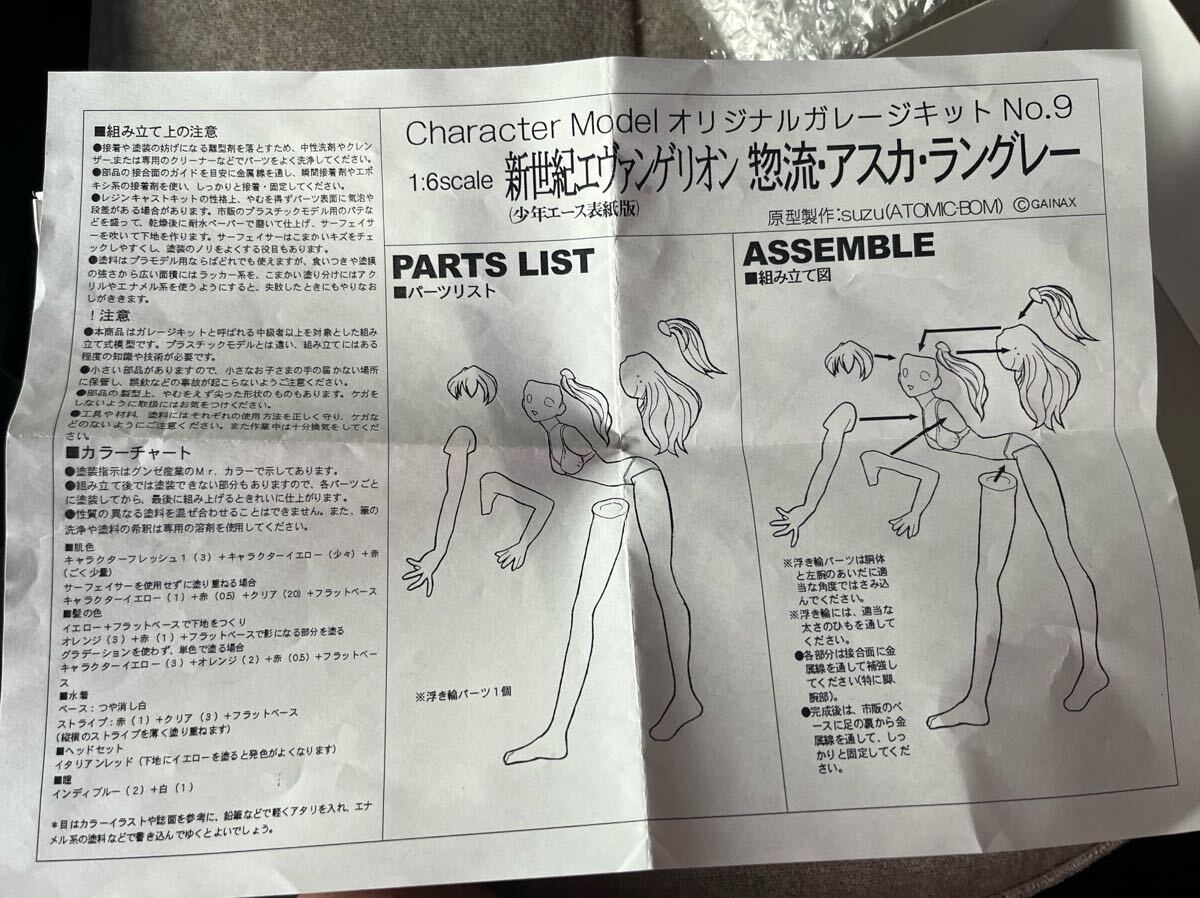 Character Model オリジナルガレージキット No.9
1:6scale 新世紀エヴァンゲリオン 惣流・アスカ・ラングレー
(少年エース表紙版)
原型製作:suzu(ATOMIC-BOM) ©GAINAX
■組み立て上の注意
●接着や塗装の妨げになる離型剤を落とすため、中性洗剤やクレン
ザーまたは専用のクリーナーなどでパーツをよく洗浄してください。
●部品の接合面のガイドを目安に金属線を通し、瞬間接着剤やエポ
キシ系の接着剤を使い、しっかりと接着・固定してください。
●レジンキャストキットの性格上、やむを得ずパーツ表面に気泡や
段差がある場合があります。市販のプラスチックモデル用のパテな
どを盛って、乾燥後に耐水ペーパーで磨いて仕上げ、サーフェイサー
を吹いて下地を作ります。サーフェイサーはこまかいキズをチェ
ックしやすくし、塗装のノリをよくする役目もあります。
●塗料はプラモデル用ならばどれでも使えますが、食いつきや塗膜
の強さから広い面積にはラッカー系を、こまかい塗り分けにはアク
リルやエナメル系を使うようにすると、失敗したときにもやりなお
しがききます。
!注意
●本商品はガレージキットと呼ばれる中級者以上を対象とした組み
立て式模型です。プラスチックモデルとは違い、組み立てにはある
程度の知識や技術が必要です。
●小さい部品がありますので、小さなお子さまの手の届かない場所
に保管し、誤飲などの事故が起こらないようご注意ください。
●部品の製型上、やむをえず尖った形状のものもあります。ケガを
しないように取扱にはお気をつけください。
●工具や材料、塗料にはそれぞれの使用方法を正しく守り、ケガな
どのないようにご注意ください。また作業中は十分換気をしてくだ
さい。
■カラーチャート
●塗装指示はグンゼ産業のMr.カラーで示してあります。
●組み立て後では塗装できない部分もありますので、各パーツごと
に塗装してから、最後に組み上げるときれいに仕上がります。
●性質の異なる塗料を混ぜ合わせることはできません。また、筆の
洗浄や塗料の希釈は専用の溶剤を使用してください。
■肌色
キャラクターフレッシュ1(3)+キャラクターイエロー(少々)+赤
(ごく少量)
サーフェイサーを使用せずに塗り重ねる場合
キャラクターイエロー(1)+赤(0.5)+クリア(20)+フラットベース
■髪の色
イエロー+フラットベースで下地をつくり
オレンジ(3)+赤(1)+フラットベースで影になる部分を塗る
グラデーションを使わず、単色で塗る場合
キャラクターイエロー(3)+オレンジ(2)+赤(0.5)+フラットベー
ス
■水着
ベース:つや消し白
ストライプ:赤(1)+クリア(3)+フラットベース
(縦横のストライプを薄く塗り重ねます)
■ヘッドセット
イタリアンレッド(下地にイエローを塗ると発色がよくなります)
■瞳
インディブルー(2)+白(1)
*目はカラーイラストや誌面を参考に、鉛筆などで軽くアタリを入れ、エナ
メル系の塗料などで書き込んでゆくとよいでしょう。
PARTS LIST
■パーツリスト
※浮き輪パーツ1個
ASSEMBLE
■組み立て図
※浮き輪パーツは胴体
と左腕のあいだに適
当な角度ではさみ込
んでください。
※浮き輪には、適当な
太さのひもを通して
ください。
●各部分は接合面に金
属線を通して補強し
てください(特に脚、
腕部)。
●完成後は、市販のベ
ースに足の裏から金
属線を通して、しっ
かりと固定してくだ
さい。